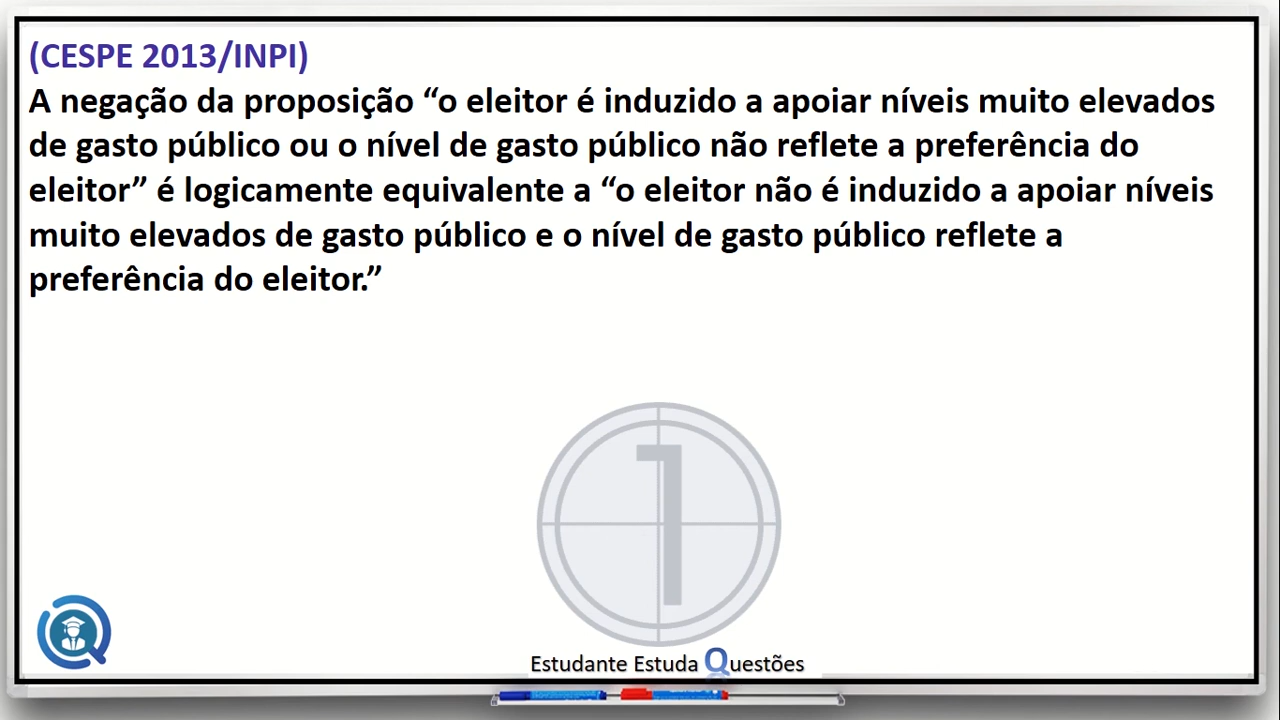 (CESPE 2013/INPI)
A negação da proposição “o eleitor é induzido a apoiar níveis muito elevados
de gasto público ou o nível de gasto público não reflete a preferência do
eleitor” é logicamente equivalente a “o eleitor não é induzido a apoiar níveis
muito elevados de gasto público e o nível de gasto público reflete a
preferência do eleitor.”
1
Estudante Estuda Questões